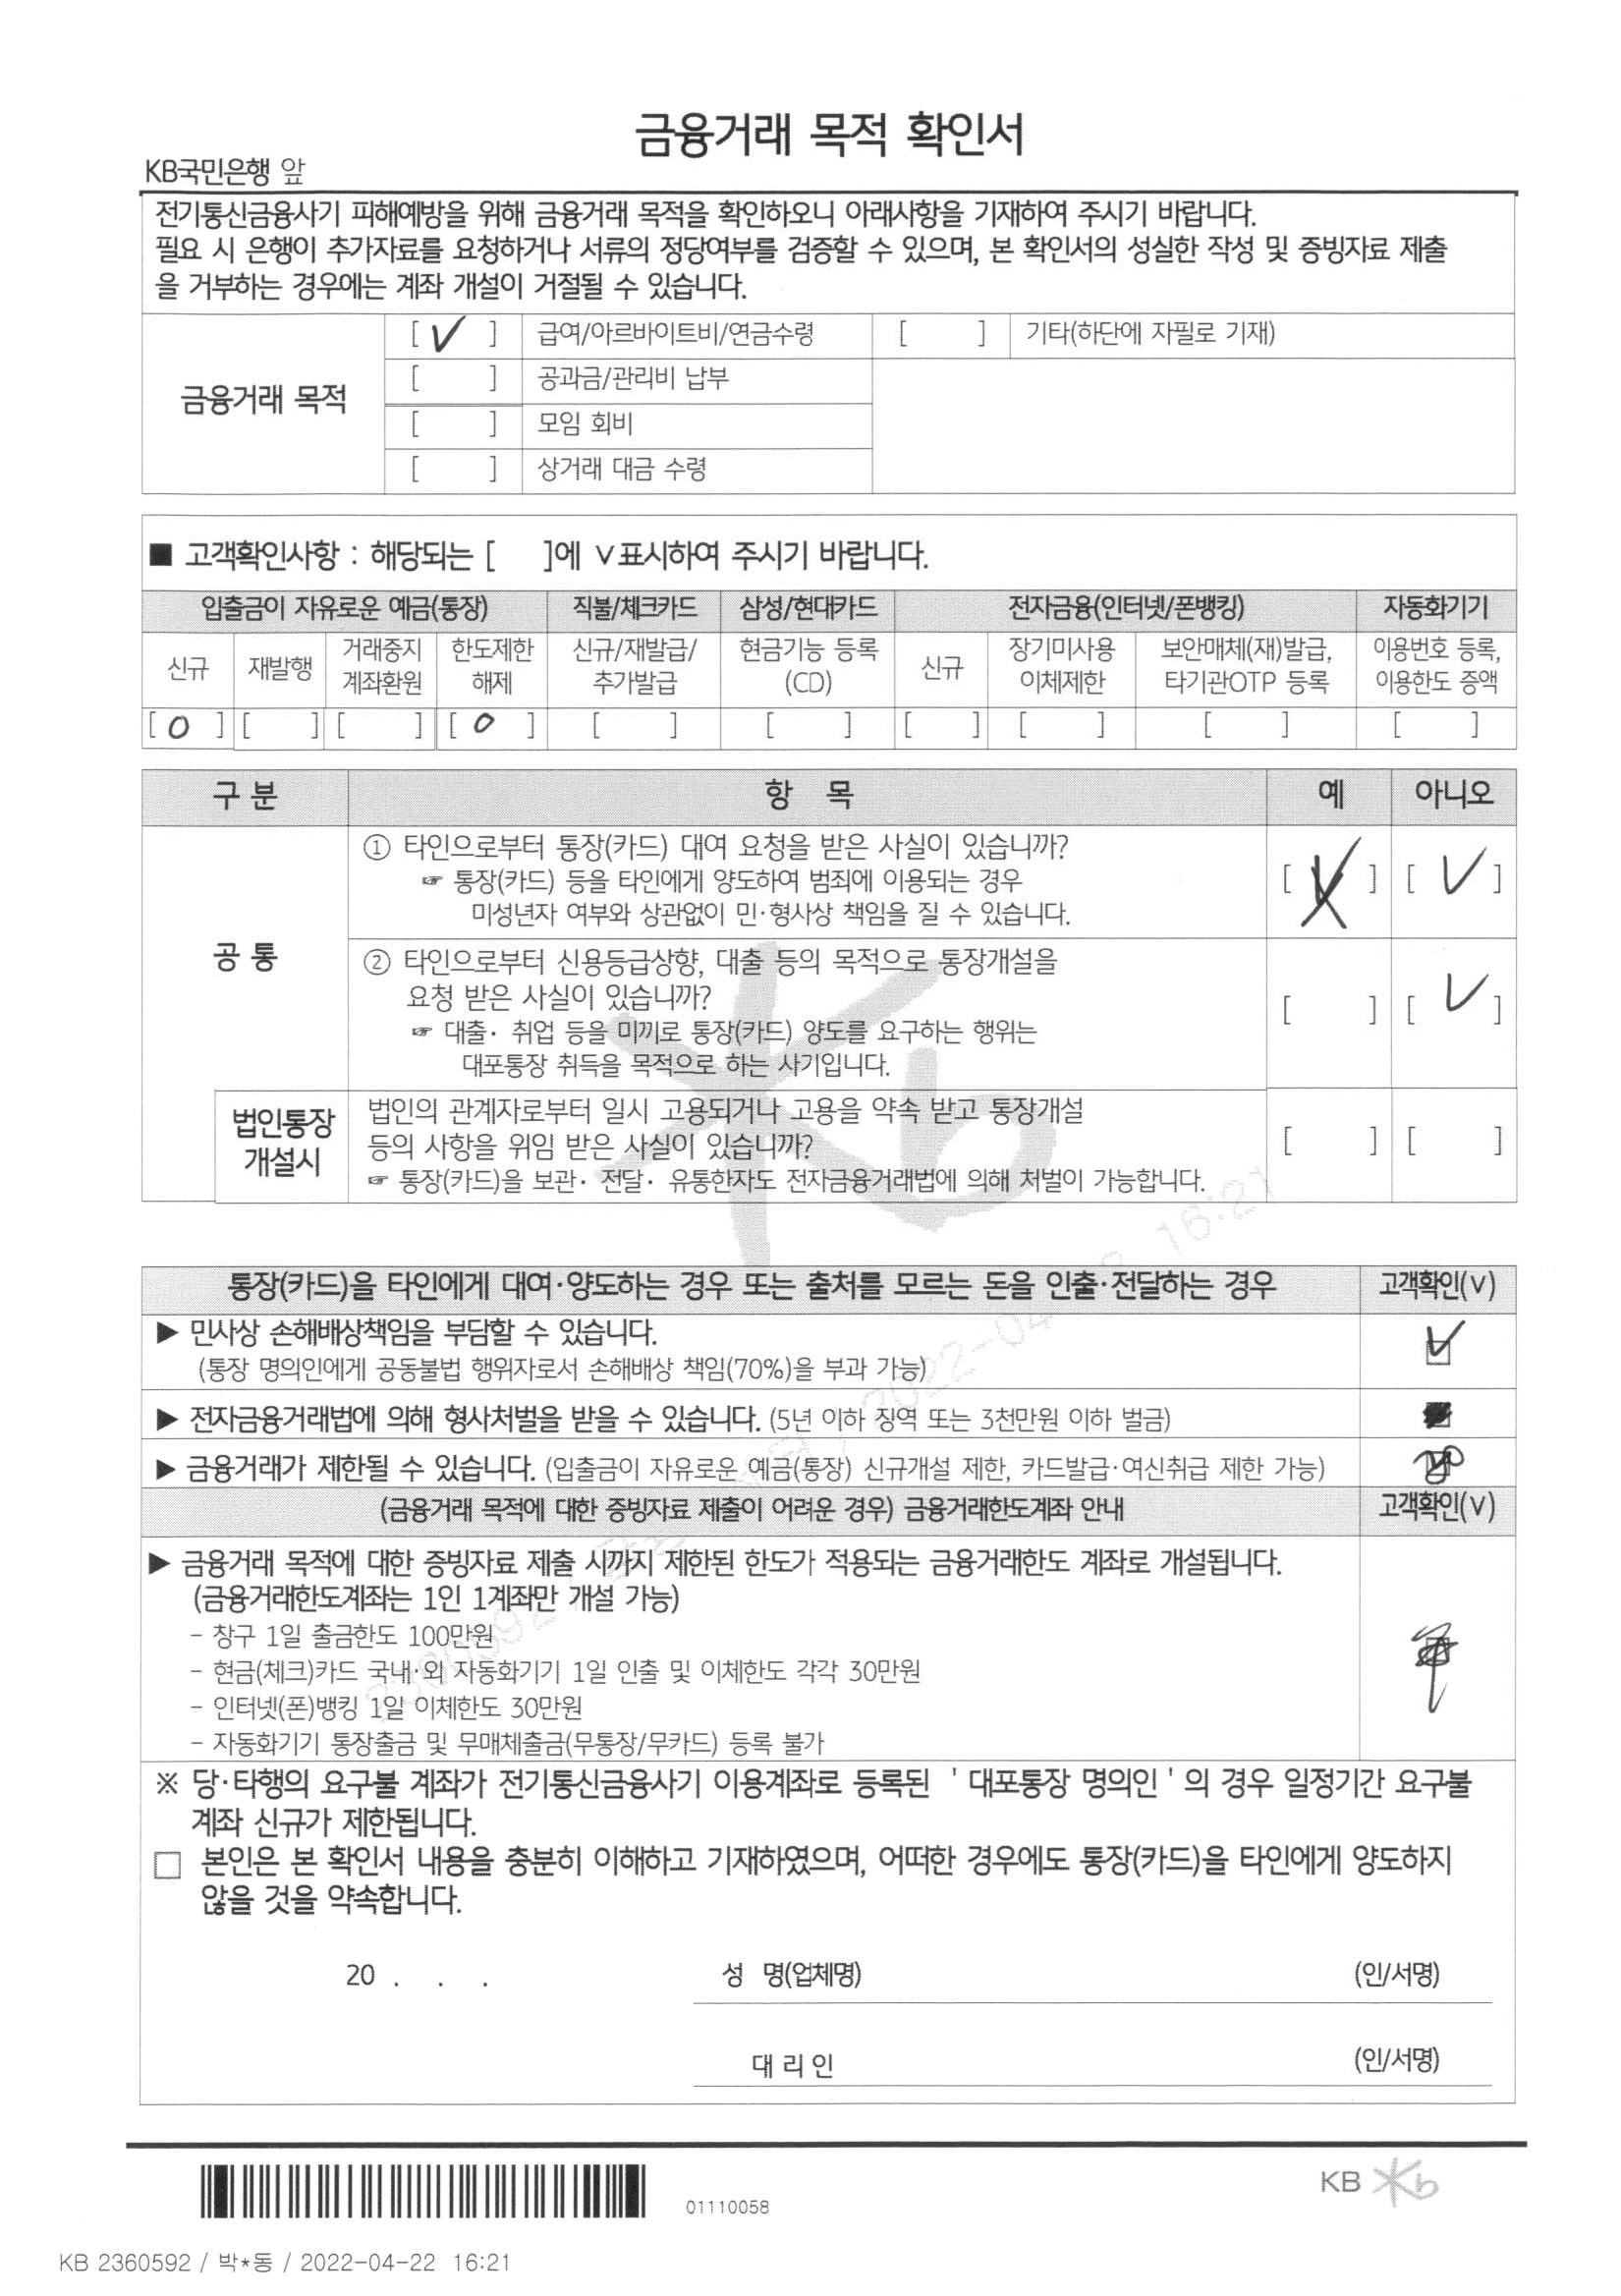 금융거래 목적 확인서
KB국민은행 앞
전기통신금융사기 피해예방을 위해 금융거래 목적을 확인하오니 아래사항을 기재하여 주시기 바랍니다.
필요 시 은행이 추가자료를 요청하거나 서류의 정당여부를 검증할 수 있으며, 본 확인서의 성실한 작성 및 증빙자료 제출
을 거부하는 경우에는 계좌 개설이 거절될 수 있습니다.
금융거래 목적
[ V ] 급여/아르바이트비/연금수령 [ ] 기타(하단에 자필로 기재)
[ ] 공과금/관리비 납부
[ ] 모임 회비
[ ] 상거래 대금 수령
■ 고객확인사항 : 해당되는 [ ]에 ∨표시하여 주시기 바랍니다.
입출금이 자유로운 예금(통장) 직불/체크카드 삼성/현대카드 전자금융(인터넷/폰뱅킹) 자동화기기
신규 재발행 거래중지 계좌환원 한도제한 해제 신규/재발급/ 추가발급 현금기능 등록 (CD) 신규 장기미사용 이체제한 보안매체(재)발급, 타기관OTP 등록 이용번호 등록, 이용한도 증액
[ O ] [ ] [ ] [ O ] [ ] [ ] [ ] [ ] [ ] [ ]
구 분 항 목 예 아니오
공 통
① 타인으로부터 통장(카드) 대여 요청을 받은 사실이 있습니까? [ V ] [ V ]
☞ 통장(카드) 등을 타인에게 양도하여 범죄에 이용되는 경우
미성년자 여부와 상관없이 민·형사상 책임을 질 수 있습니다.
② 타인으로부터 신용등급상향, 대출 등의 목적으로 통장개설을
요청 받은 사실이 있습니까? [ ] [ V ]
☞ 대출· 취업 등을 미끼로 통장(카드) 양도를 요구하는 행위는
대포통장 취득을 목적으로 하는 사기입니다.
법인통장 개설시
법인의 관계자로부터 일시 고용되거나 고용을 약속 받고 통장개설
등의 사항을 위임 받은 사실이 있습니까? [ ] [ ]
☞ 통장(카드)을 보관· 전달· 유통한자도 전자금융거래법에 의해 처벌이 가능합니다.
통장(카드)을 타인에게 대여·양도하는 경우 또는 출처를 모르는 돈을 인출·전달하는 경우 고객확인(∨)
▶ 민사상 손해배상책임을 부담할 수 있습니다. V
(통장 명의인에게 공동불법 행위자로서 손해배상 책임(70%)을 부과 가능)
▶ 전자금융거래법에 의해 형사처벌을 받을 수 있습니다. (5년 이하 징역 또는 3천만원 이하 벌금)
▶ 금융거래가 제한될 수 있습니다. (입출금이 자유로운 예금(통장) 신규개설 제한, 카드발급·여신취급 제한 가능)
(금융거래 목적에 대한 증빙자료 제출이 어려운 경우) 금융거래한도계좌 안내 고객확인(∨)
▶ 금융거래 목적에 대한 증빙자료 제출 시까지 제한된 한도가 적용되는 금융거래한도 계좌로 개설됩니다.
(금융거래한도계좌는 1인 1계좌만 개설 가능)
- 창구 1일 출금한도 100만원
- 현금(체크)카드 국내·외 자동화기기 1일 인출 및 이체한도 각각 30만원
- 인터넷(폰)뱅킹 1일 이체한도 30만원
- 자동화기기 통장출금 및 무매체출금(무통장/무카드) 등록 불가
※ 당·타행의 요구불 계좌가 전기통신금융사기 이용계좌로 등록된 ' 대포통장 명의인 ' 의 경우 일정기간 요구불
계좌 신규가 제한됩니다.
□ 본인은 본 확인서 내용을 충분히 이해하고 기재하였으며, 어떠한 경우에도 통장(카드)을 타인에게 양도하지
않을 것을 약속합니다.
20 . . . 성 명(업체명) (인/서명)
대 리 인 (인/서명)
01110058
KB
KB 2360592 / 박*동 / 2022-04-22 16:21